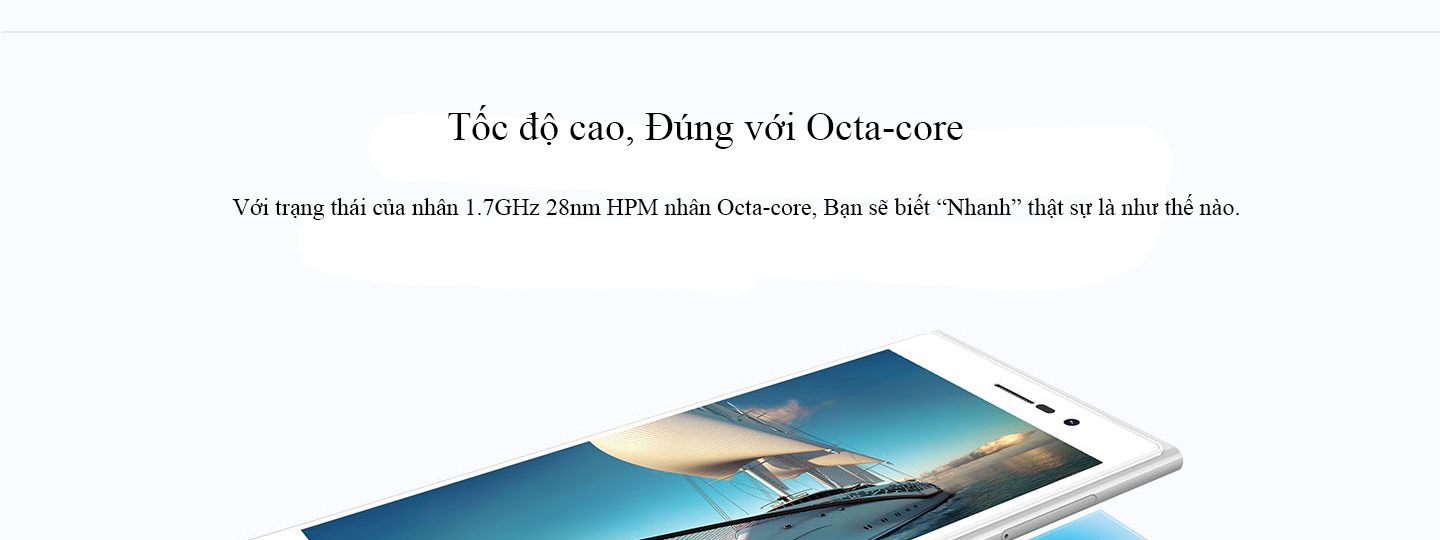 Tốc độ cao, Đúng với Octa-core
Với trạng thái của nhân 1.7GHz 28nm HPM nhân Octa-core, Bạn sẽ biết “Nhanh” thật sự là như thế nào.